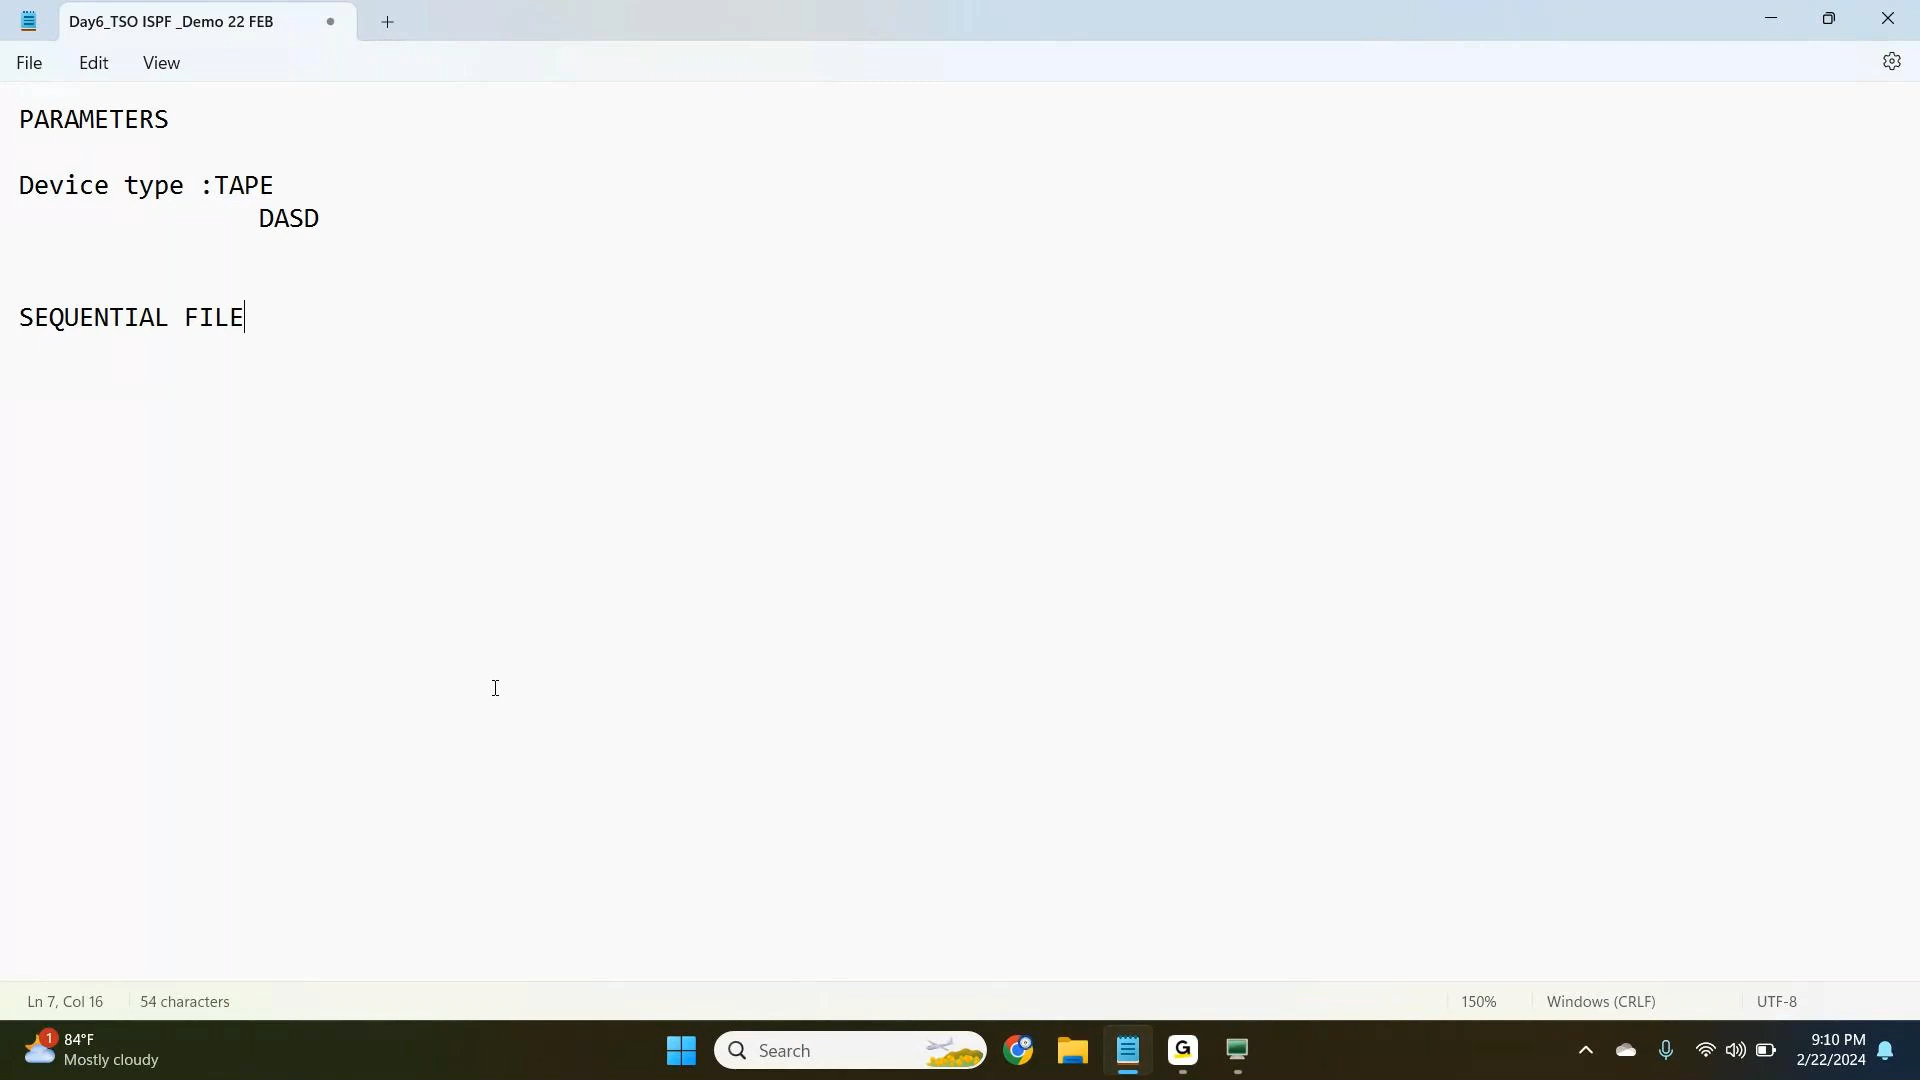 Day6_TSO ISPF _Demo 22 FEB
File Edit View
PARAMETERS
Device type :TAPE
DASD
SEQUENTIAL FILE
Ln 7, Col 16 54 characters 150% Windows (CRLF) UTF-8
1 84°F
Mostly cloudy
Search
G
9:10 PM
2/22/2024